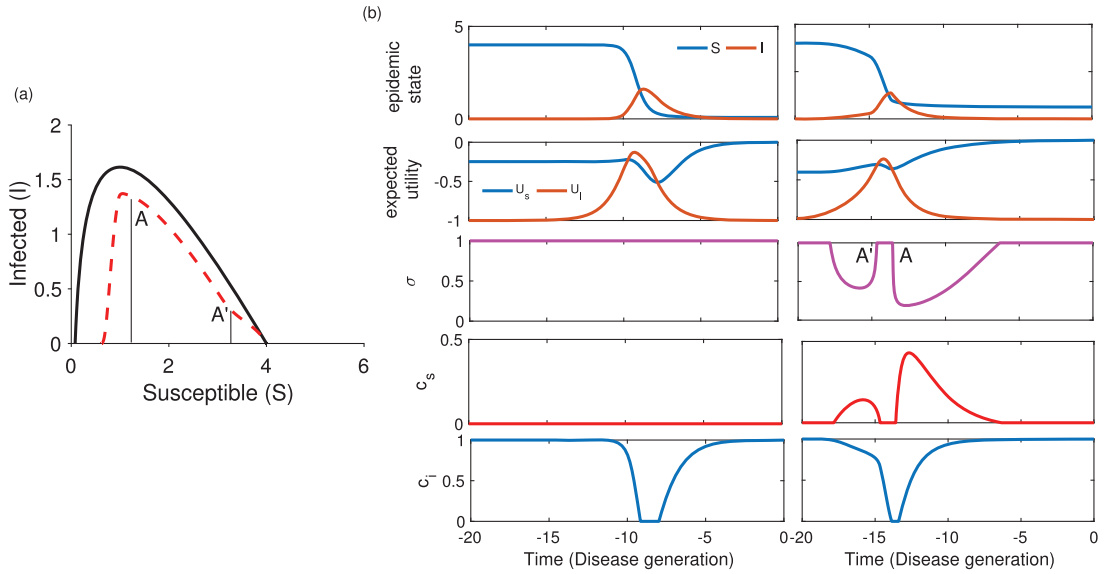 (a)
Infected (I)
2
1.5
1
0.5
0
A
A'
0 2 4 6
Susceptible (S)
(b)
epidemic
state
5
0
S I
expected
utility
0
-0.5
-1
U_s U_I
σ
1
0.5
0
A' A
c_s
0.5
0
c_i
1
0.5
0
-20 -15 -10 -5 0
Time (Disease generation)
-20 -15 -10 -5 0
Time (Disease generation)